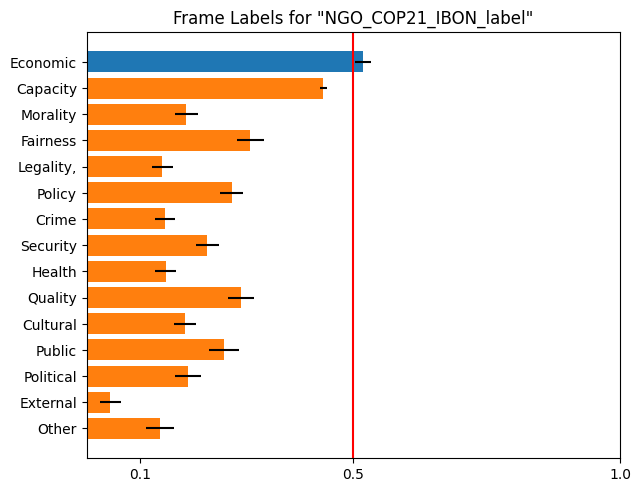 Frame Labels for "NGO_COP21_IBON_label"
Economic
Capacity
Morality
Fairness
Legality,
Policy
Crime
Security
Health
Quality
Cultural
Public
Political
External
Other
0.1 0.5 1.0